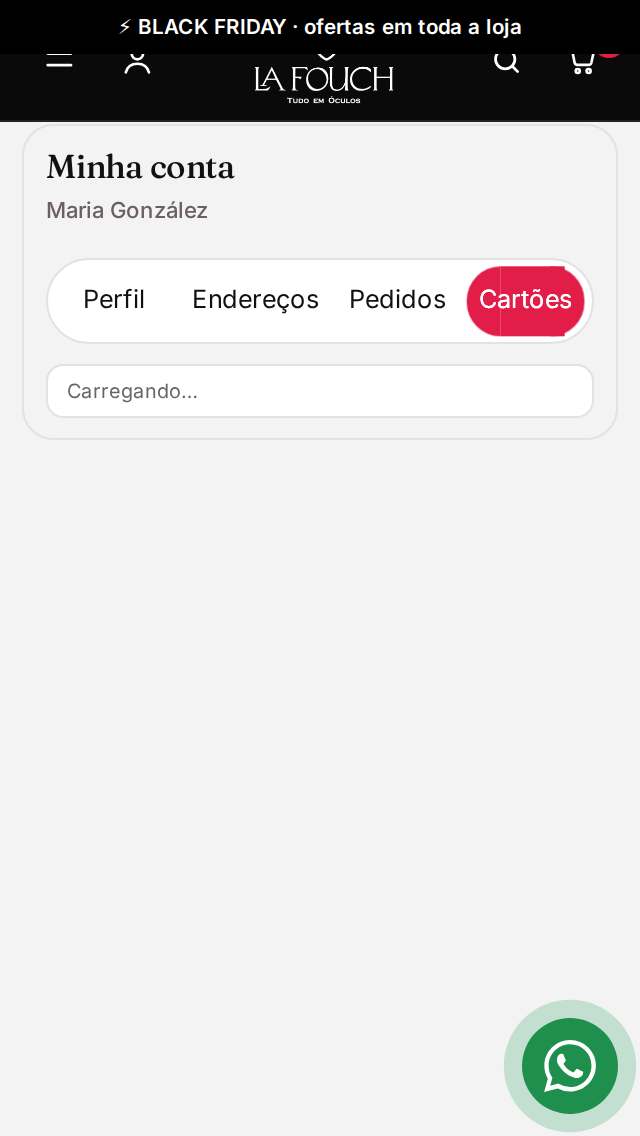 ⚡ BLACK FRIDAY · ofertas em toda a loja
LA FOUCH
TUDO EM ÓCULOS
Minha conta
Maria González
Perfil Endereços Pedidos Cartões
Carregando...